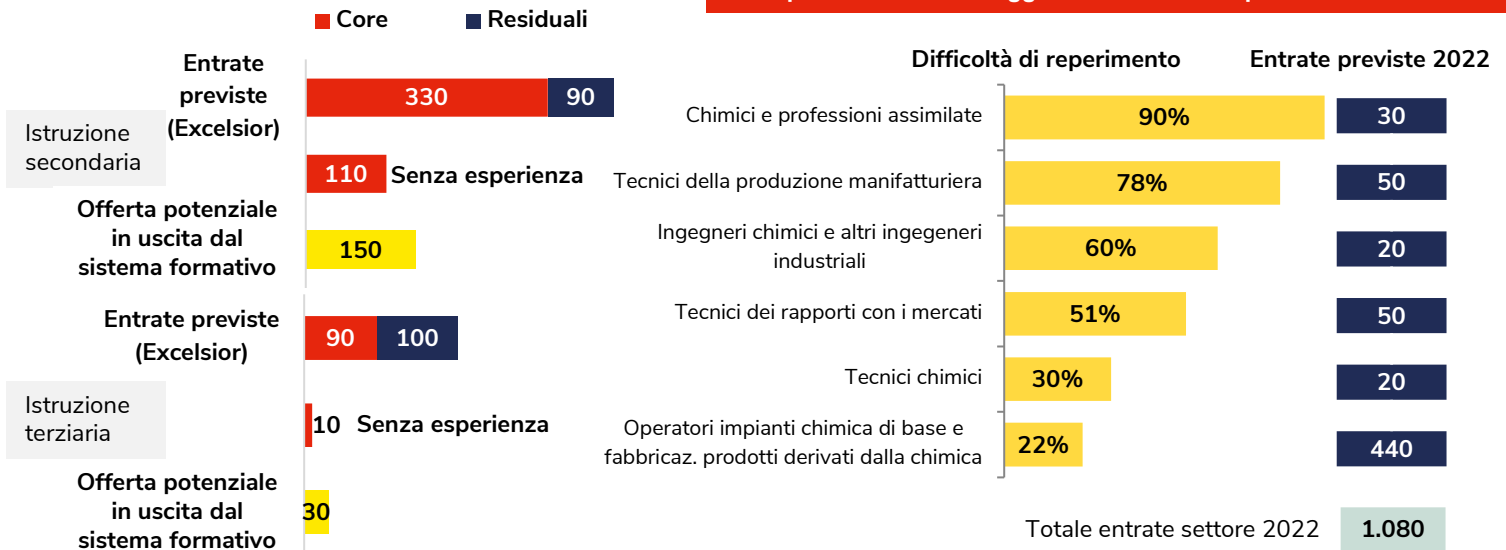 Core
Residuali
Entrate
previste
(Excelsior)
330
90
Istruzione
secondaria
110
Senza esperienza
Offerta potenziale
in uscita dal
sistema formativo
150
Entrate previste
(Excelsior)
90
100
Istruzione
terziaria
10
Senza esperienza
Offerta potenziale
in uscita dal
sistema formativo
30
Difficoltà di reperimento
Entrate previste 2022
Chimici e professioni assimilate
90%
30
Tecnici della produzione manifatturiera
78%
50
Ingegneri chimici e altri ingegeneri
industriali
60%
20
Tecnici dei rapporti con i mercati
51%
50
Tecnici chimici
30%
20
Operatori impianti chimica di base e
fabbricaz. prodotti derivati dalla chimica
22%
440
Totale entrate settore 2022
1.080